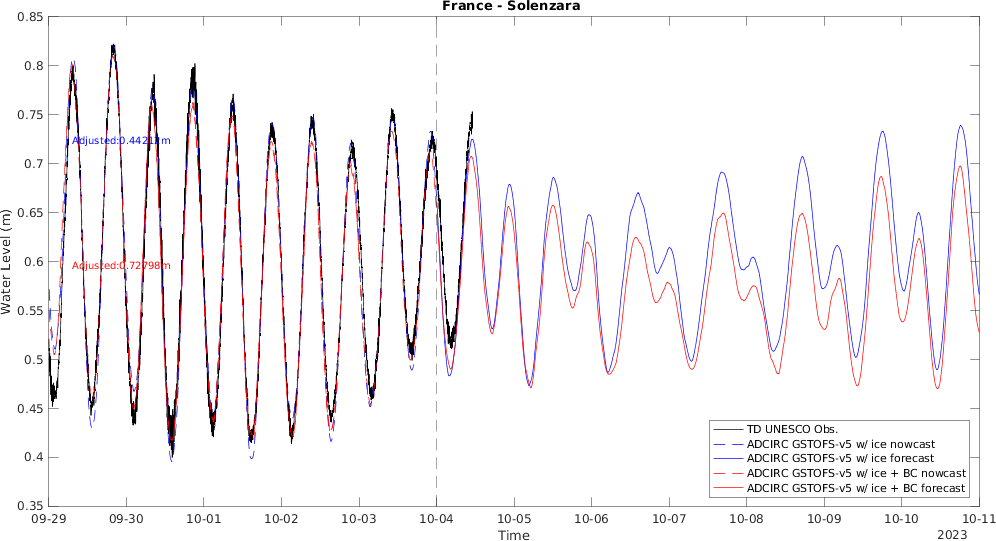 France - Solenzara
0.85
0.8
0.75
0.7
0.65
0.6
0.55
0.5
0.45
0.4
0.35
Water Level (m)
Adjusted:0.44217m
Adjusted:0.72798m
TD UNESCO Obs.
ADCIRC GSTOFS-v5 w/ ice nowcast
ADCIRC GSTOFS-v5 w/ ice forecast
ADCIRC GSTOFS-v5 w/ ice + BC nowcast
ADCIRC GSTOFS-v5 w/ ice + BC forecast
09-29 09-30 10-01 10-02 10-03 10-04 10-05 10-06 10-07 10-08 10-09 10-10 10-11
Time
2023